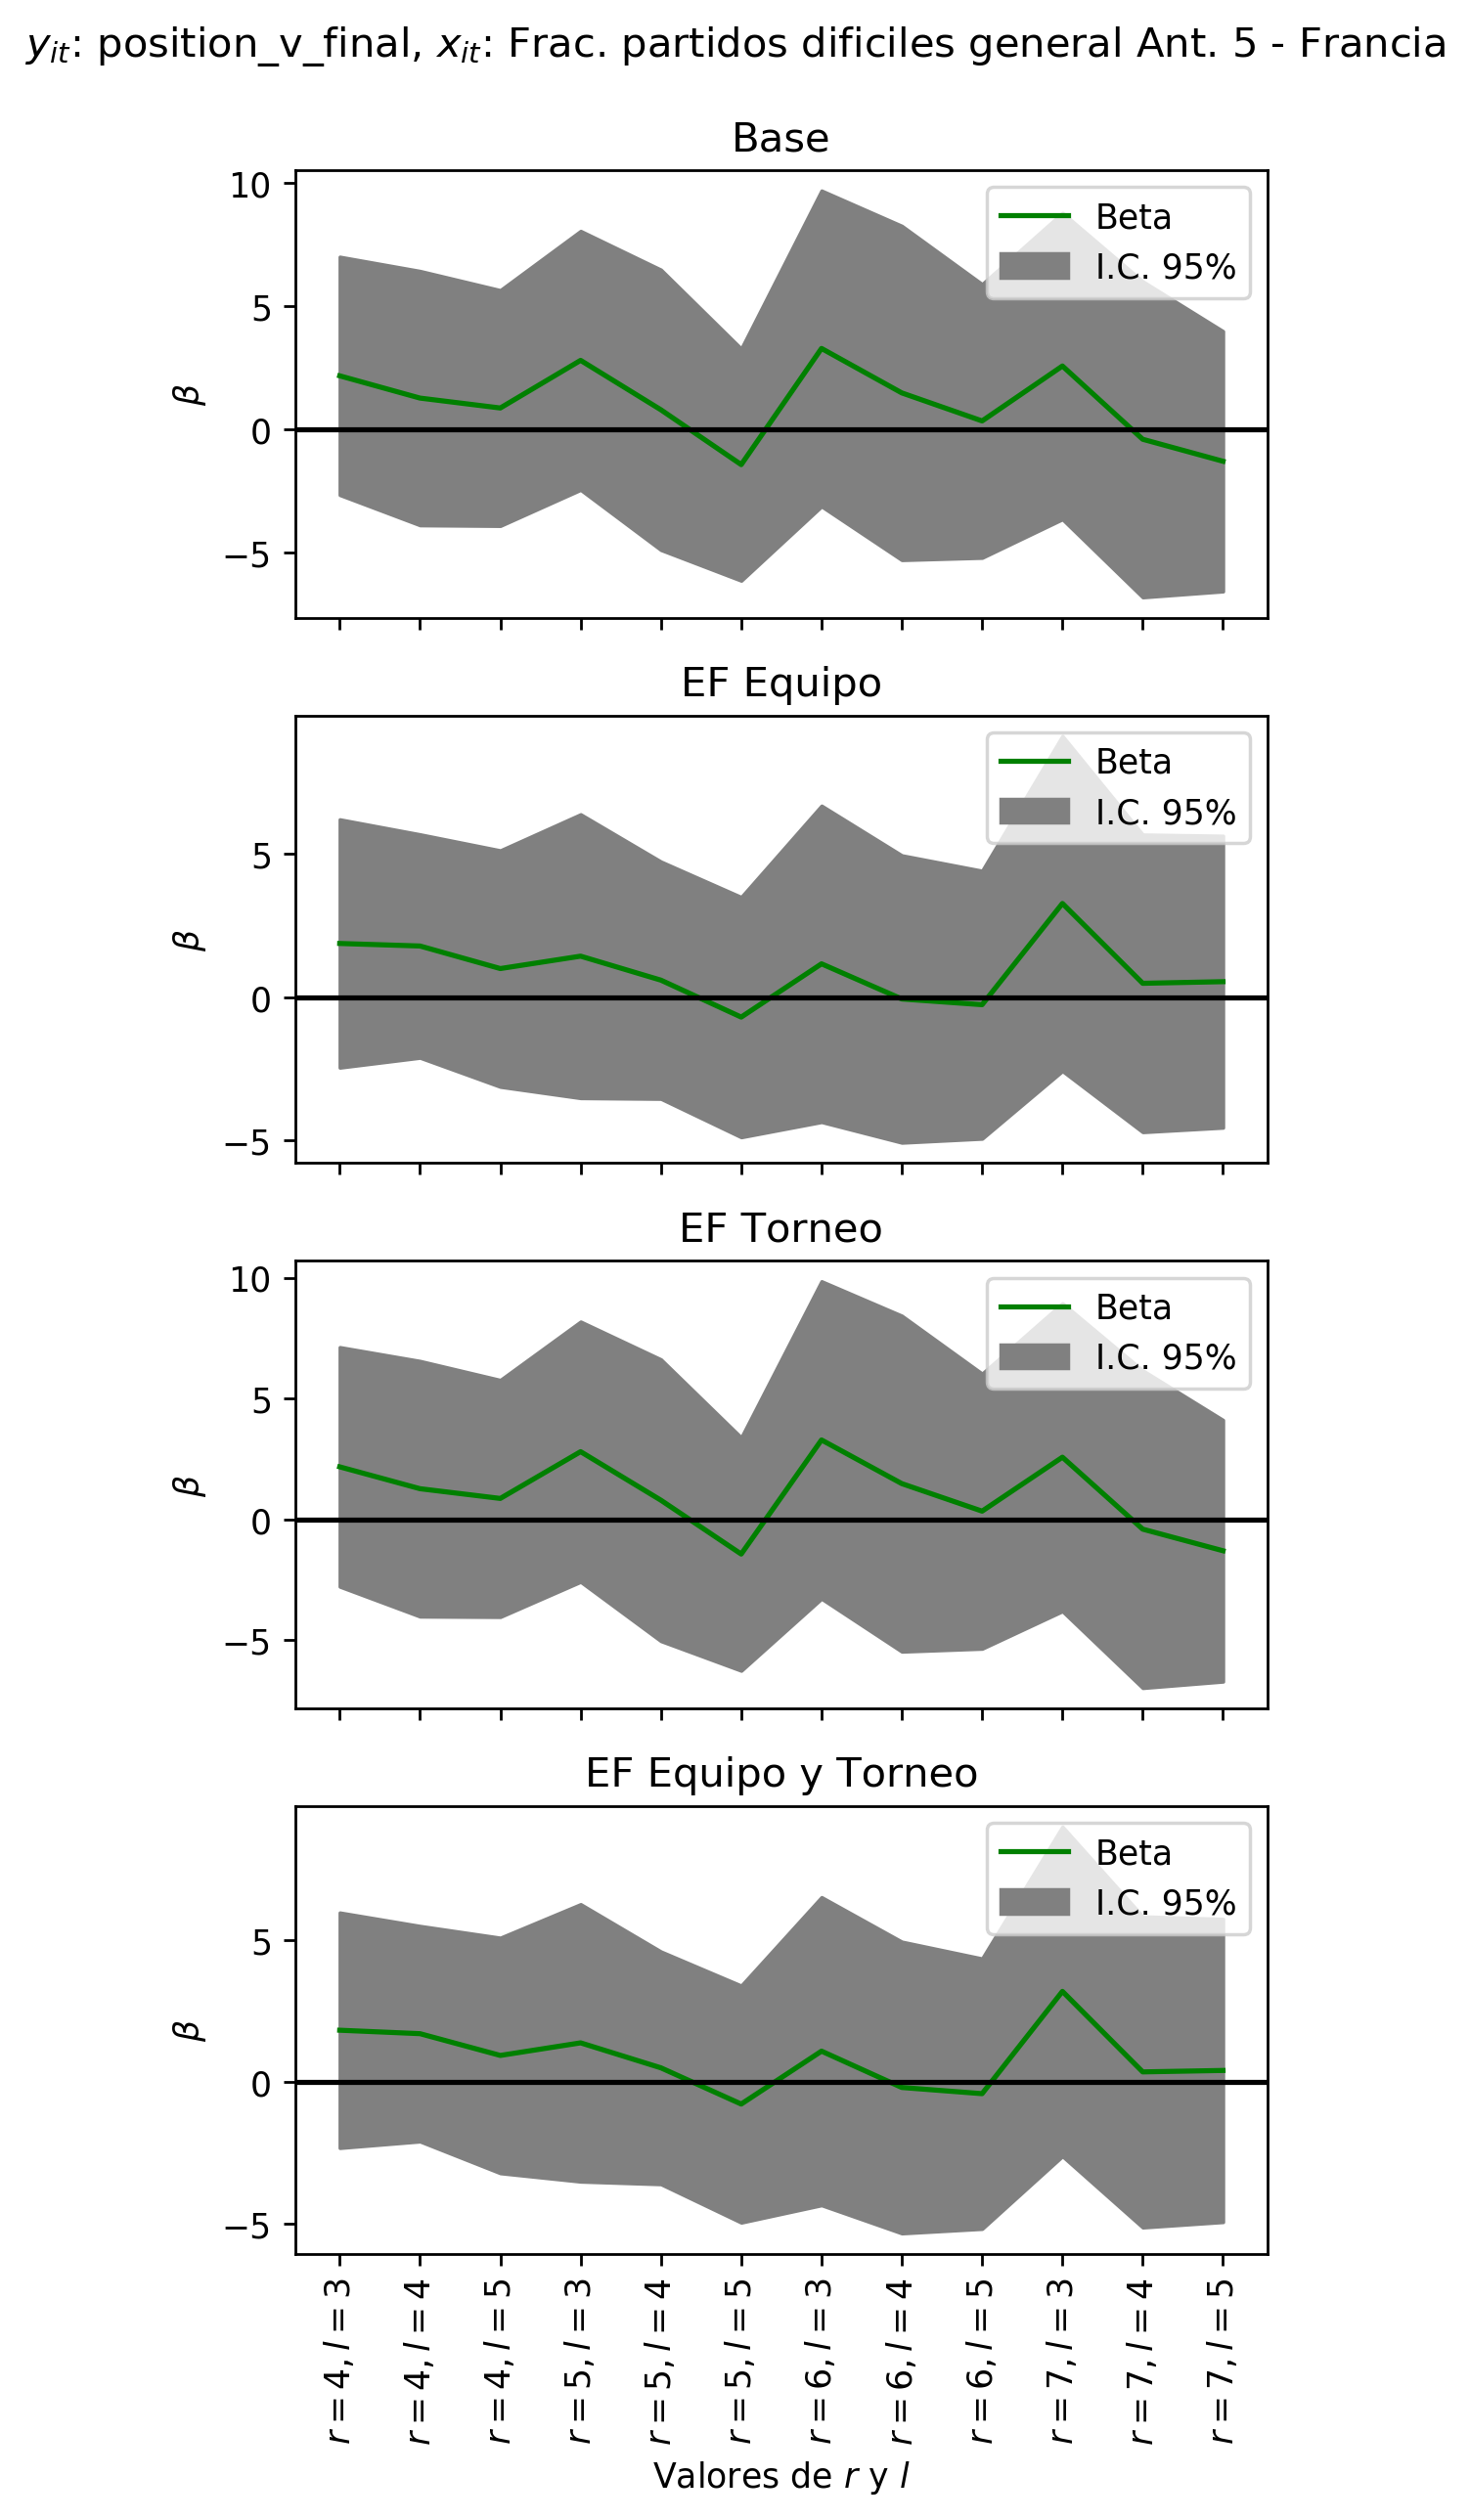 y_it: position_v_final, x_it: Frac. partidos dificiles general Ant. 5 - Francia
Base
10
5
0
−5
β
Beta
I.C. 95%
EF Equipo
5
0
−5
β
Beta
I.C. 95%
EF Torneo
10
5
0
−5
β
Beta
I.C. 95%
EF Equipo y Torneo
5
0
−5
β
Beta
I.C. 95%
r = 4, l = 3
r = 4, l = 4
r = 4, l = 5
r = 5, l = 3
r = 5, l = 4
r = 5, l = 5
r = 6, l = 3
r = 6, l = 4
r = 6, l = 5
r = 7, l = 3
r = 7, l = 4
r = 7, l = 5
Valores de r y l